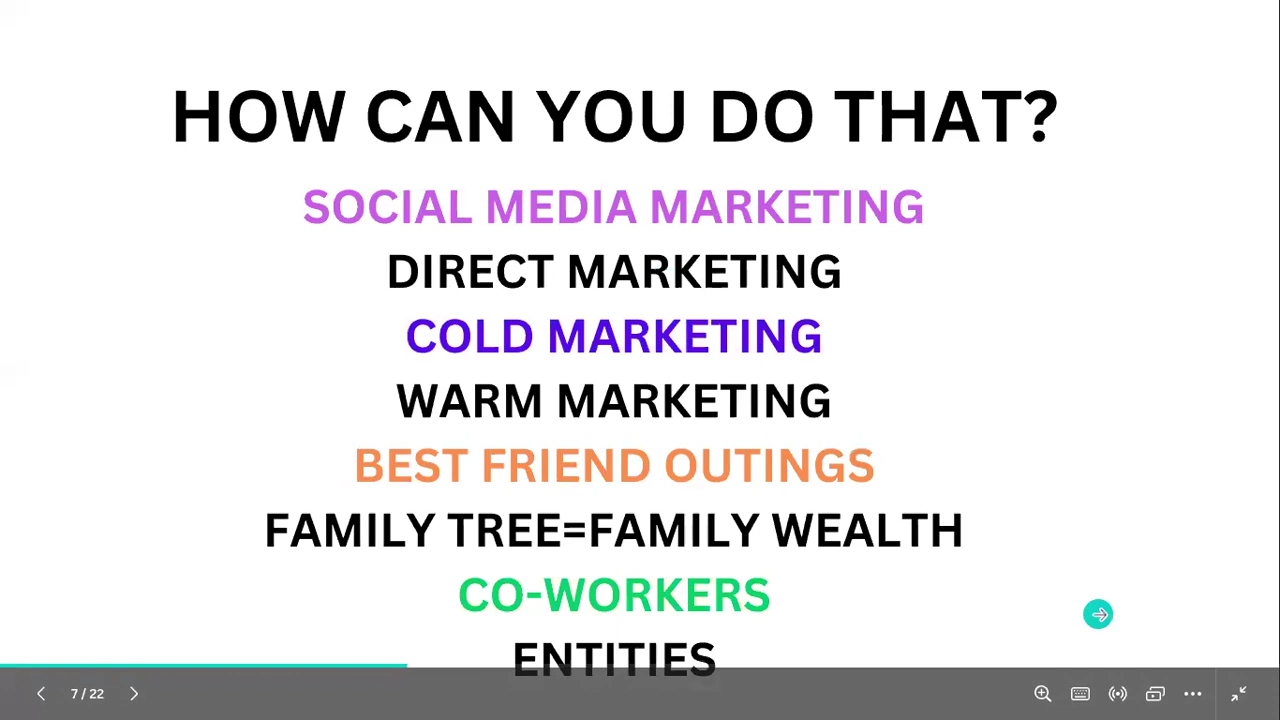 HOW CAN YOU DO THAT?
SOCIAL MEDIA MARKETING
DIRECT MARKETING
COLD MARKETING
WARM MARKETING
BEST FRIEND OUTINGS
FAMILY TREE=FAMILY WEALTH
CO-WORKERS
ENTITIES
7 / 22